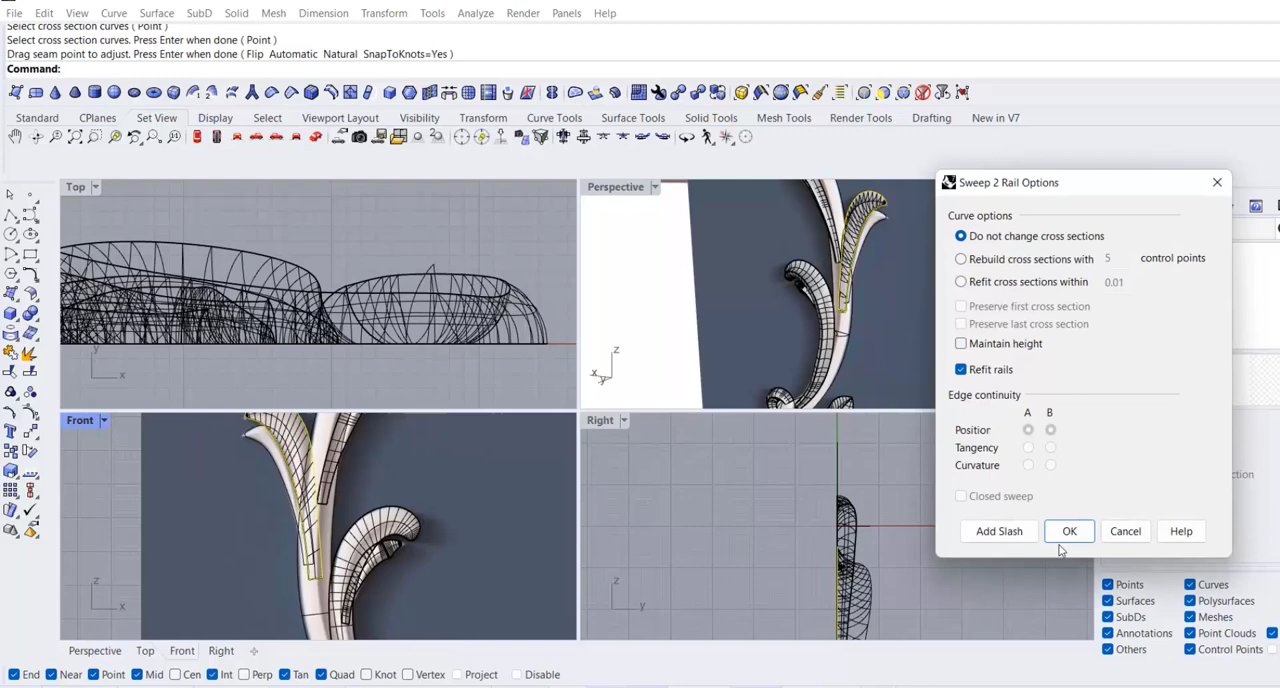 File Edit View Curve Surface SubD Solid Mesh Dimension Transform Tools Analyze Render Panels Help
Select cross section curves ( Point )
Select cross section curves. Press Enter when done ( Point )
Drag seam point to adjust. Press Enter when done ( Flip Automatic Natural SnapToKnots=Yes )
Command:
Standard CPlanes Set View Display Select Viewport Layout Visibility Transform Curve Tools Surface Tools Solid Tools Mesh Tools Render Tools Drafting New in V7
Top
Perspective
Sweep 2 Rail Options
Curve options
Do not change cross sections
Rebuild cross sections with 5 control points
Refit cross sections within 0.01
Preserve first cross section
Preserve last cross section
Maintain height
Refit rails
Edge continuity
A B
Position
Tangency
Curvature
Closed sweep
Add Slash OK Cancel Help
y
x
z
x
y
Front
Right
z
x
z
y
ction
Points Curves
Surfaces Polysurfaces
SubDs Meshes
Annotations Point Clouds
Others Control Points
Perspective Top Front Right
End Near Point Mid Cen Int Perp Tan Quad Knot Vertex Project Disable